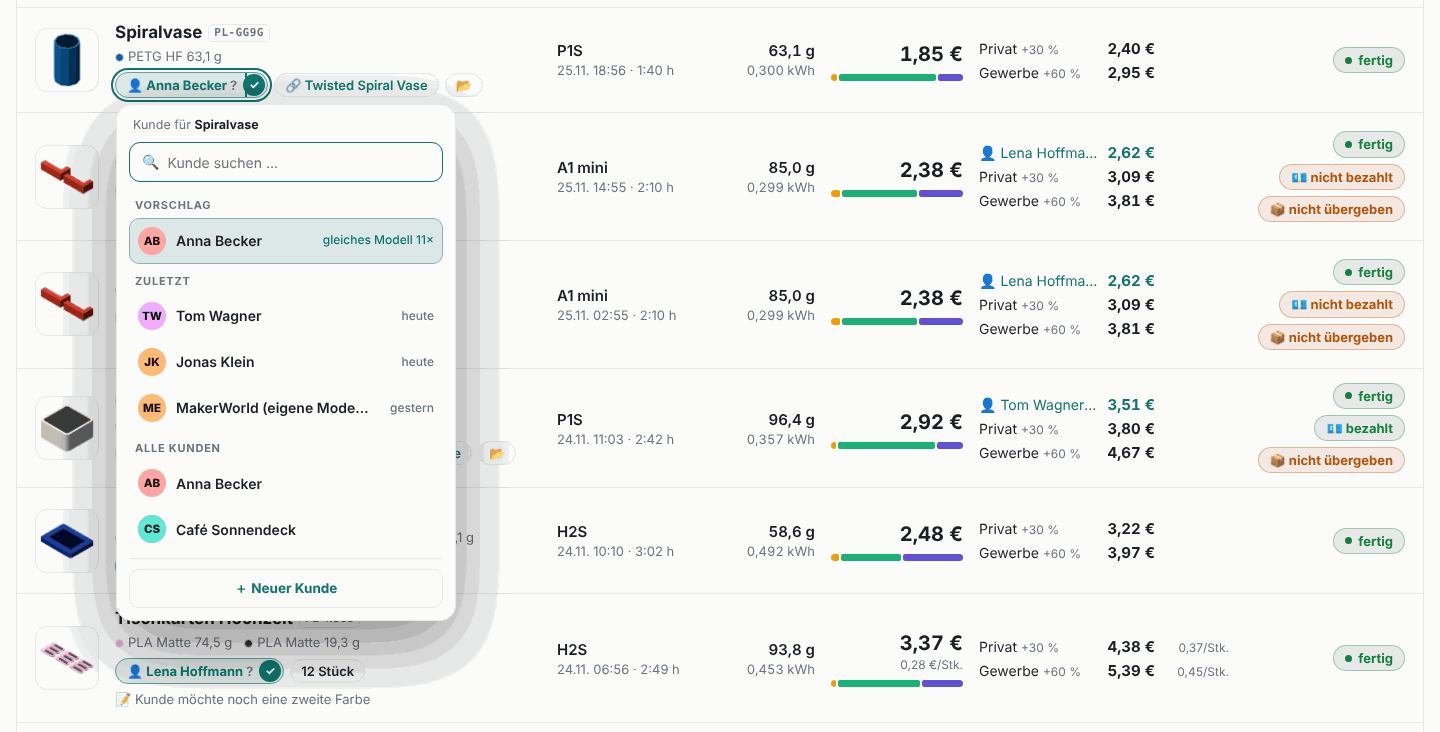 Spiralvase PL-GG9G
PETG HF 63,1 g
Anna Becker ? Twisted Spiral Vase
P1S
25.11. 18:56 · 1:40 h
63,1 g
0,300 kWh
1,85 €
Privat +30 % 2,40 €
Gewerbe +60 % 2,95 €
fertig
Kunde für Spiralvase
Kunde suchen ...
VORSCHLAG
AB Anna Becker gleiches Modell 11×
ZULETZT
TW Tom Wagner heute
JK Jonas Klein heute
ME MakerWorld (eigene Mode... gestern
ALLE KUNDEN
AB Anna Becker
CS Café Sonnendeck
+ Neuer Kunde
A1 mini
25.11. 14:55 · 2:10 h
85,0 g
0,299 kWh
2,38 €
Lena Hoffma... 2,62 €
Privat +30 % 3,09 €
Gewerbe +60 % 3,81 €
fertig
nicht bezahlt
nicht übergeben
A1 mini
25.11. 02:55 · 2:10 h
85,0 g
0,299 kWh
2,38 €
Lena Hoffma... 2,62 €
Privat +30 % 3,09 €
Gewerbe +60 % 3,81 €
fertig
nicht bezahlt
nicht übergeben
P1S
24.11. 11:03 · 2:42 h
96,4 g
0,357 kWh
2,92 €
Tom Wagner... 3,51 €
Privat +30 % 3,80 €
Gewerbe +60 % 4,67 €
fertig
bezahlt
nicht übergeben
,1 g
H2S
24.11. 10:10 · 3:02 h
58,6 g
0,492 kWh
2,48 €
Privat +30 % 3,22 €
Gewerbe +60 % 3,97 €
fertig
Tischkarten Hochzeit
PLA Matte 74,5 g PLA Matte 19,3 g
Lena Hoffmann ? 12 Stück
Kunde möchte noch eine zweite Farbe
H2S
24.11. 06:56 · 2:49 h
93,8 g
0,453 kWh
3,37 €
0,28 €/Stk.
Privat +30 % 4,38 € 0,37/Stk.
Gewerbe +60 % 5,39 € 0,45/Stk.
fertig